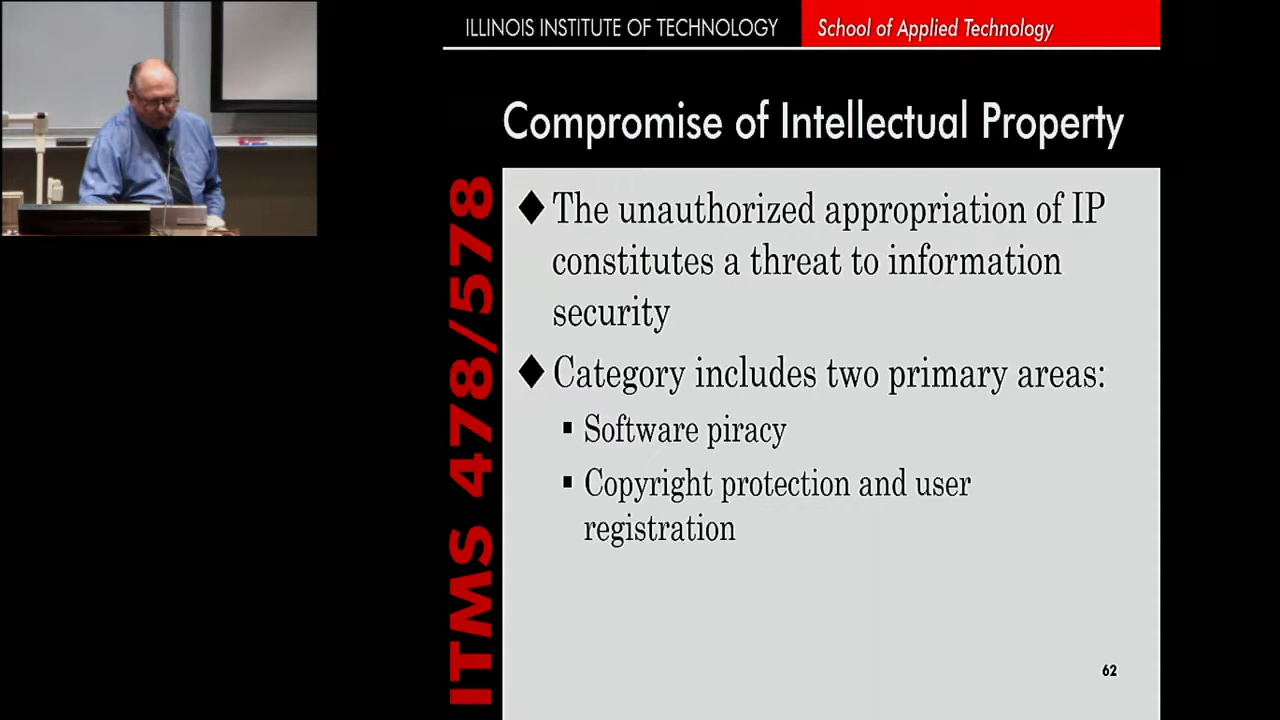 ILLINOIS INSTITUTE OF TECHNOLOGY School of Applied Technology
Compromise of Intellectual Property
ITMS 478/578
♦ The unauthorized appropriation of IP
constitutes a threat to information
security
♦ Category includes two primary areas:
▪ Software piracy
▪ Copyright protection and user
registration
62